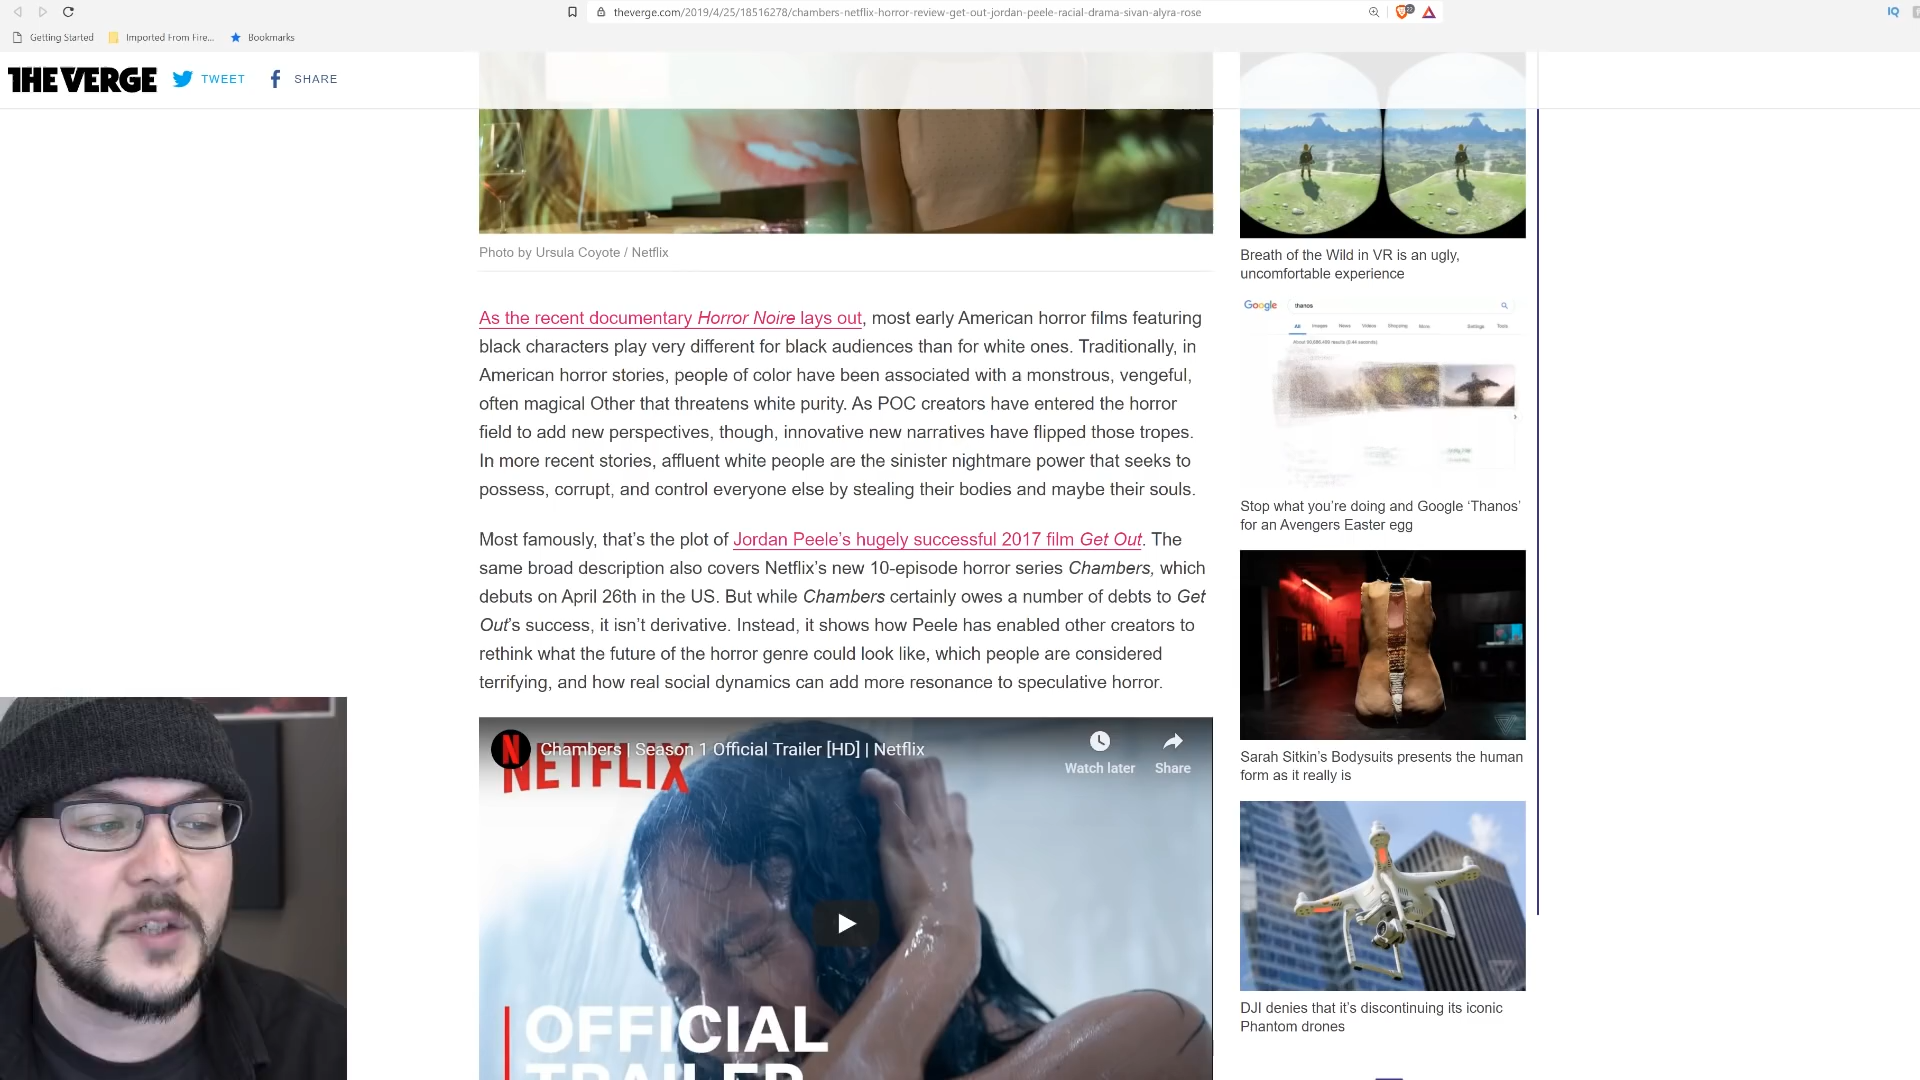 theverge.com/2019/4/25/18516278/chambers-netflix-horror-review-get-out-jordan-peele-racial-drama-sivan-alyra-rose
IQ
Getting Started
Imported From Fire...
Bookmarks
THE VERGE
TWEET
SHARE
Photo by Ursula Coyote / Netflix
As the recent documentary Horror Noire lays out, most early American horror films featuring
black characters play very different for black audiences than for white ones. Traditionally, in
American horror stories, people of color have been associated with a monstrous, vengeful,
often magical Other that threatens white purity. As POC creators have entered the horror
field to add new perspectives, though, innovative new narratives have flipped those tropes.
In more recent stories, affluent white people are the sinister nightmare power that seeks to
possess, corrupt, and control everyone else by stealing their bodies and maybe their souls.
Most famously, that’s the plot of Jordan Peele’s hugely successful 2017 film Get Out. The
same broad description also covers Netflix’s new 10-episode horror series Chambers, which
debuts on April 26th in the US. But while Chambers certainly owes a number of debts to Get
Out’s success, it isn’t derivative. Instead, it shows how Peele has enabled other creators to
rethink what the future of the horror genre could look like, which people are considered
terrifying, and how real social dynamics can add more resonance to speculative horror.
N
Chambers | Season 1 Official Trailer [HD] | Netflix
Watch later
Share
NETFLIX
OFFICIAL
TRAILER
Breath of the Wild in VR is an ugly,
uncomfortable experience
Google
thanos
All
Images
News
Videos
Shopping
More
Settings
Tools
Stop what you’re doing and Google ‘Thanos’
for an Avengers Easter egg
Sarah Sitkin’s Bodysuits presents the human
form as it really is
DJI denies that it’s discontinuing its iconic
Phantom drones